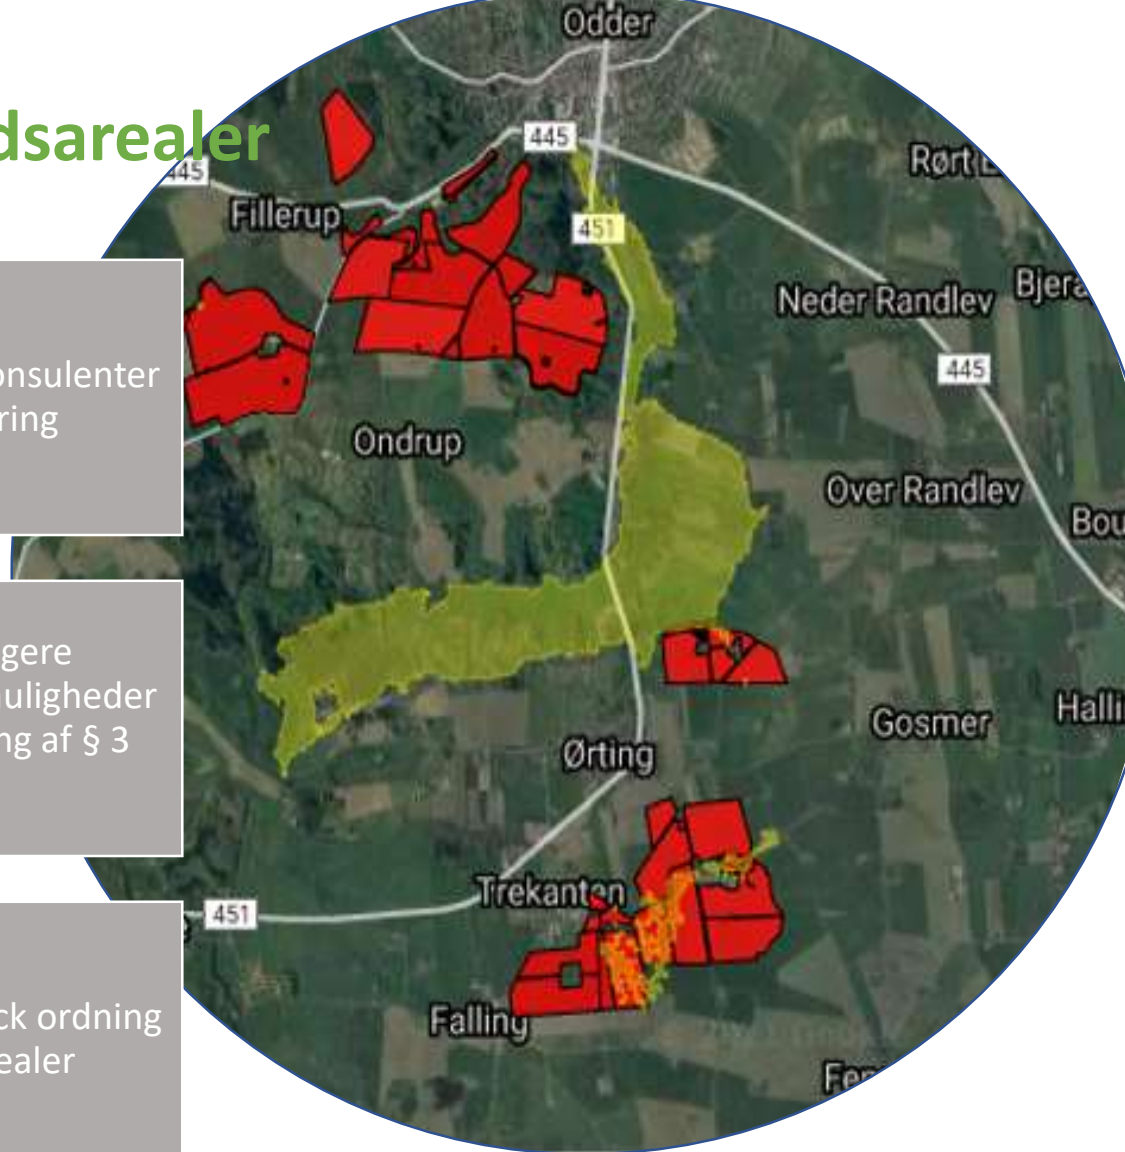 Odder
dsarealer
445
445
Rørt
Fillerup
451
Neder Randlev
Bjera
445
onsulenter
ring
Ondrup
Over Randlev
Bou
gere
uligheder
ng af § 3
Gosmer
Halli
Ørting
Trekanten
451
ck ordning
ealer
Falling